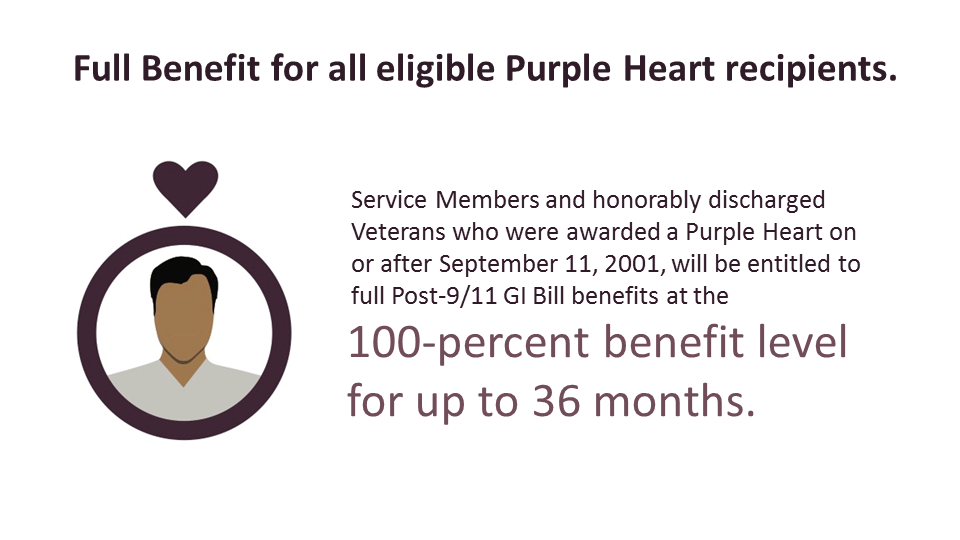 Full Benefit for all eligible Purple Heart recipients.
Service Members and honorably discharged
Veterans who were awarded a Purple Heart on
or after September 11, 2001, will be entitled to
full Post-9/11 GI Bill benefits at the
100-percent benefit level
for up to 36 months.